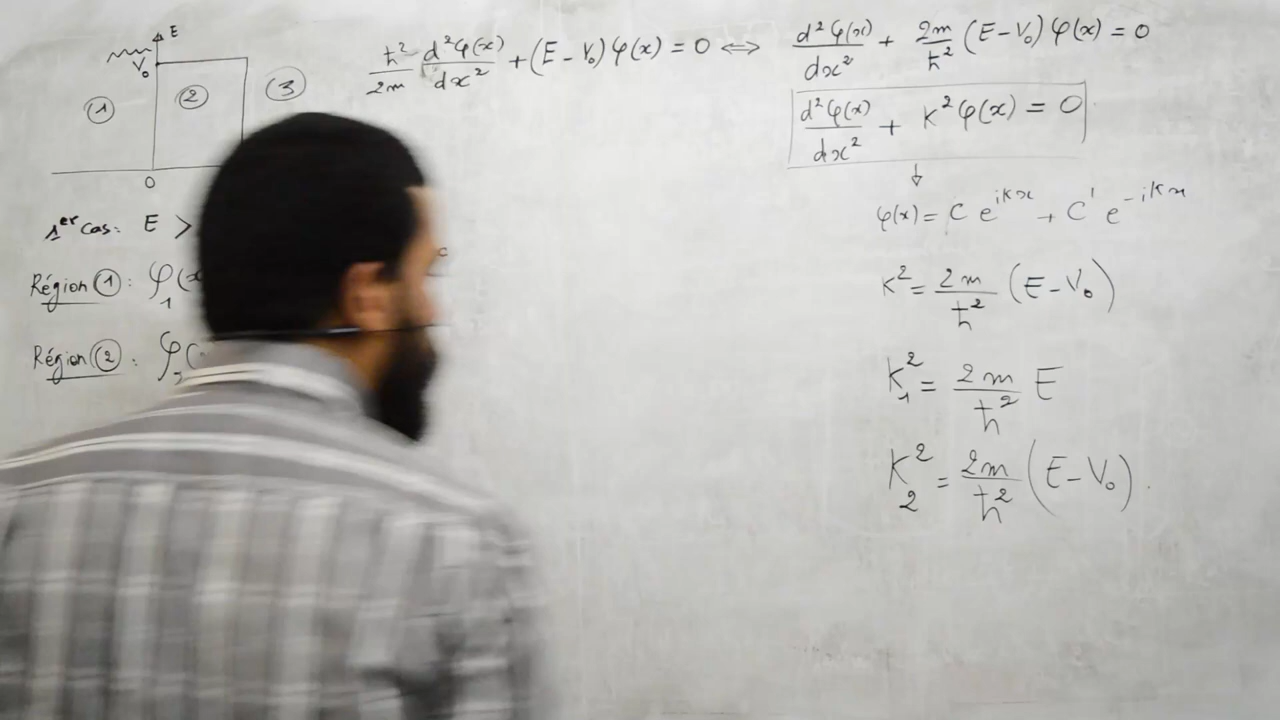 E
V₀
① ② ③
0
ħ²/2m d²φ(x)/dx² + (E - V₀) φ(x) = 0 ⟺ d²φ(x)/dx² + 2m/ħ² (E - V₀) φ(x) = 0
d²φ(x)/dx² + K² φ(x) = 0
↓
φ(x) = C e^{iKx} + C' e^{-iKx}
1er cas: E >
K² = 2m/ħ² (E - V₀)
Région ①: φ₁(x
K₁² = 2m/ħ² E
Région ②: φ₂(
K₂² = 2m/ħ² (E - V₀)